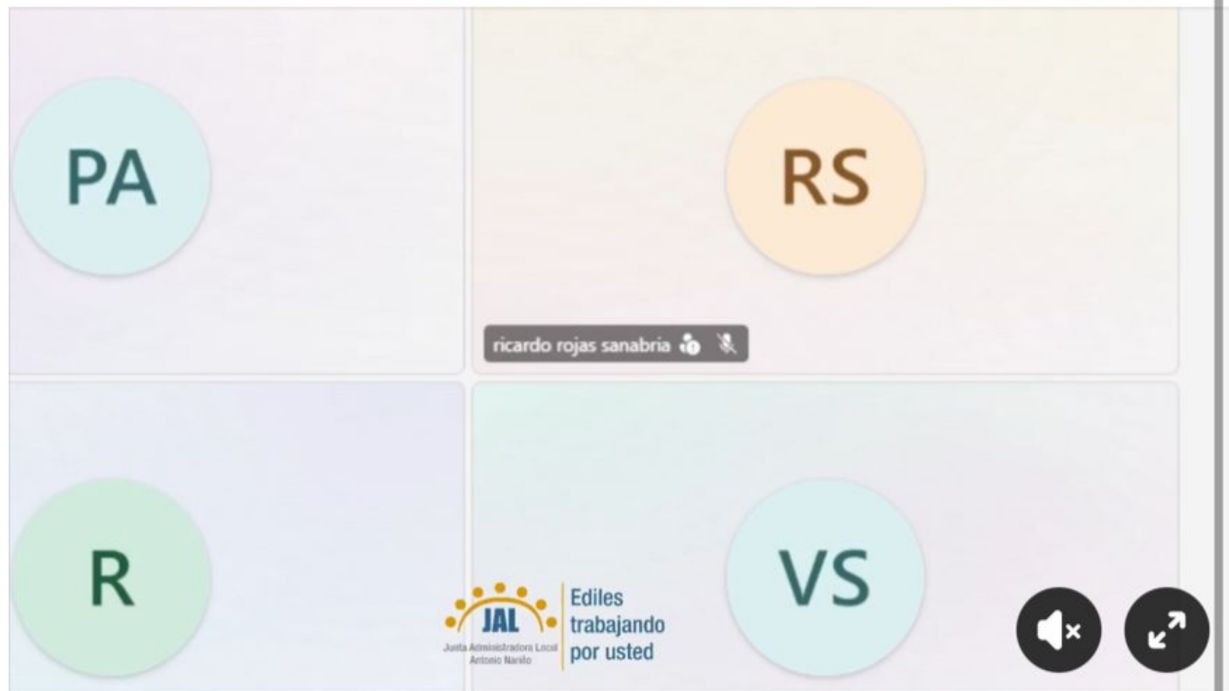 PA
RS
ricardo rojas sanabria
R
VS
JAL
Junta Administradora Local
Antonio Nariño
Ediles
trabajando
por usted